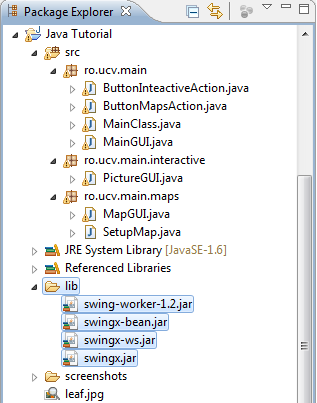 Package Explorer
Java Tutorial
src
ro.ucv.main
ButtonInteactiveAction.java
ButtonMapsAction.java
MainClass.java
MainGUI.java
ro.ucv.main.interactive
PictureGUI.java
ro.ucv.main.maps
MapGUI.java
SetupMap.java
JRE System Library [JavaSE-1.6]
Referenced Libraries
lib
swing-worker-1.2.jar
swingx-bean.jar
swingx-ws.jar
swingx.jar
screenshots
leaf.jpg